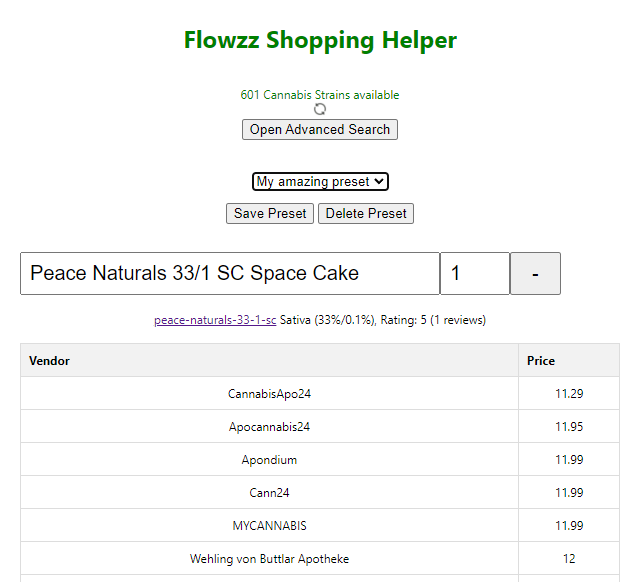 Flowzz Shopping Helper
601 Cannabis Strains available
Open Advanced Search
My amazing preset
Save Preset Delete Preset
Peace Naturals 33/1 SC Space Cake 1 -
peace-naturals-33-1-sc Sativa (33%/0.1%), Rating: 5 (1 reviews)
Vendor Price
CannabisApo24 11.29
Apocannabis24 11.95
Apondium 11.99
Cann24 11.99
MYCANNABIS 11.99
Wehling von Buttlar Apotheke 12